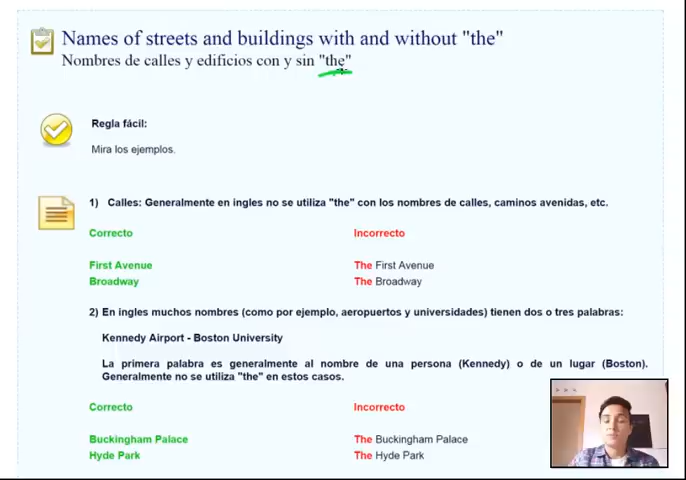 Names of streets and buildings with and without "the"
Nombres de calles y edificios con y sin "the"
Regla fácil:
Mira los ejemplos.
1) Calles: Generalmente en ingles no se utiliza "the" con los nombres de calles, caminos avenidas, etc.
Correcto Incorrecto
First Avenue The First Avenue
Broadway The Broadway
2) En ingles muchos nombres (como por ejemplo, aeropuertos y universidades) tienen dos o tres palabras:
Kennedy Airport - Boston University
La primera palabra es generalmente al nombre de una persona (Kennedy) o de un lugar (Boston).
Generalmente no se utiliza "the" en estos casos.
Correcto Incorrecto
Buckingham Palace The Buckingham Palace
Hyde Park The Hyde Park